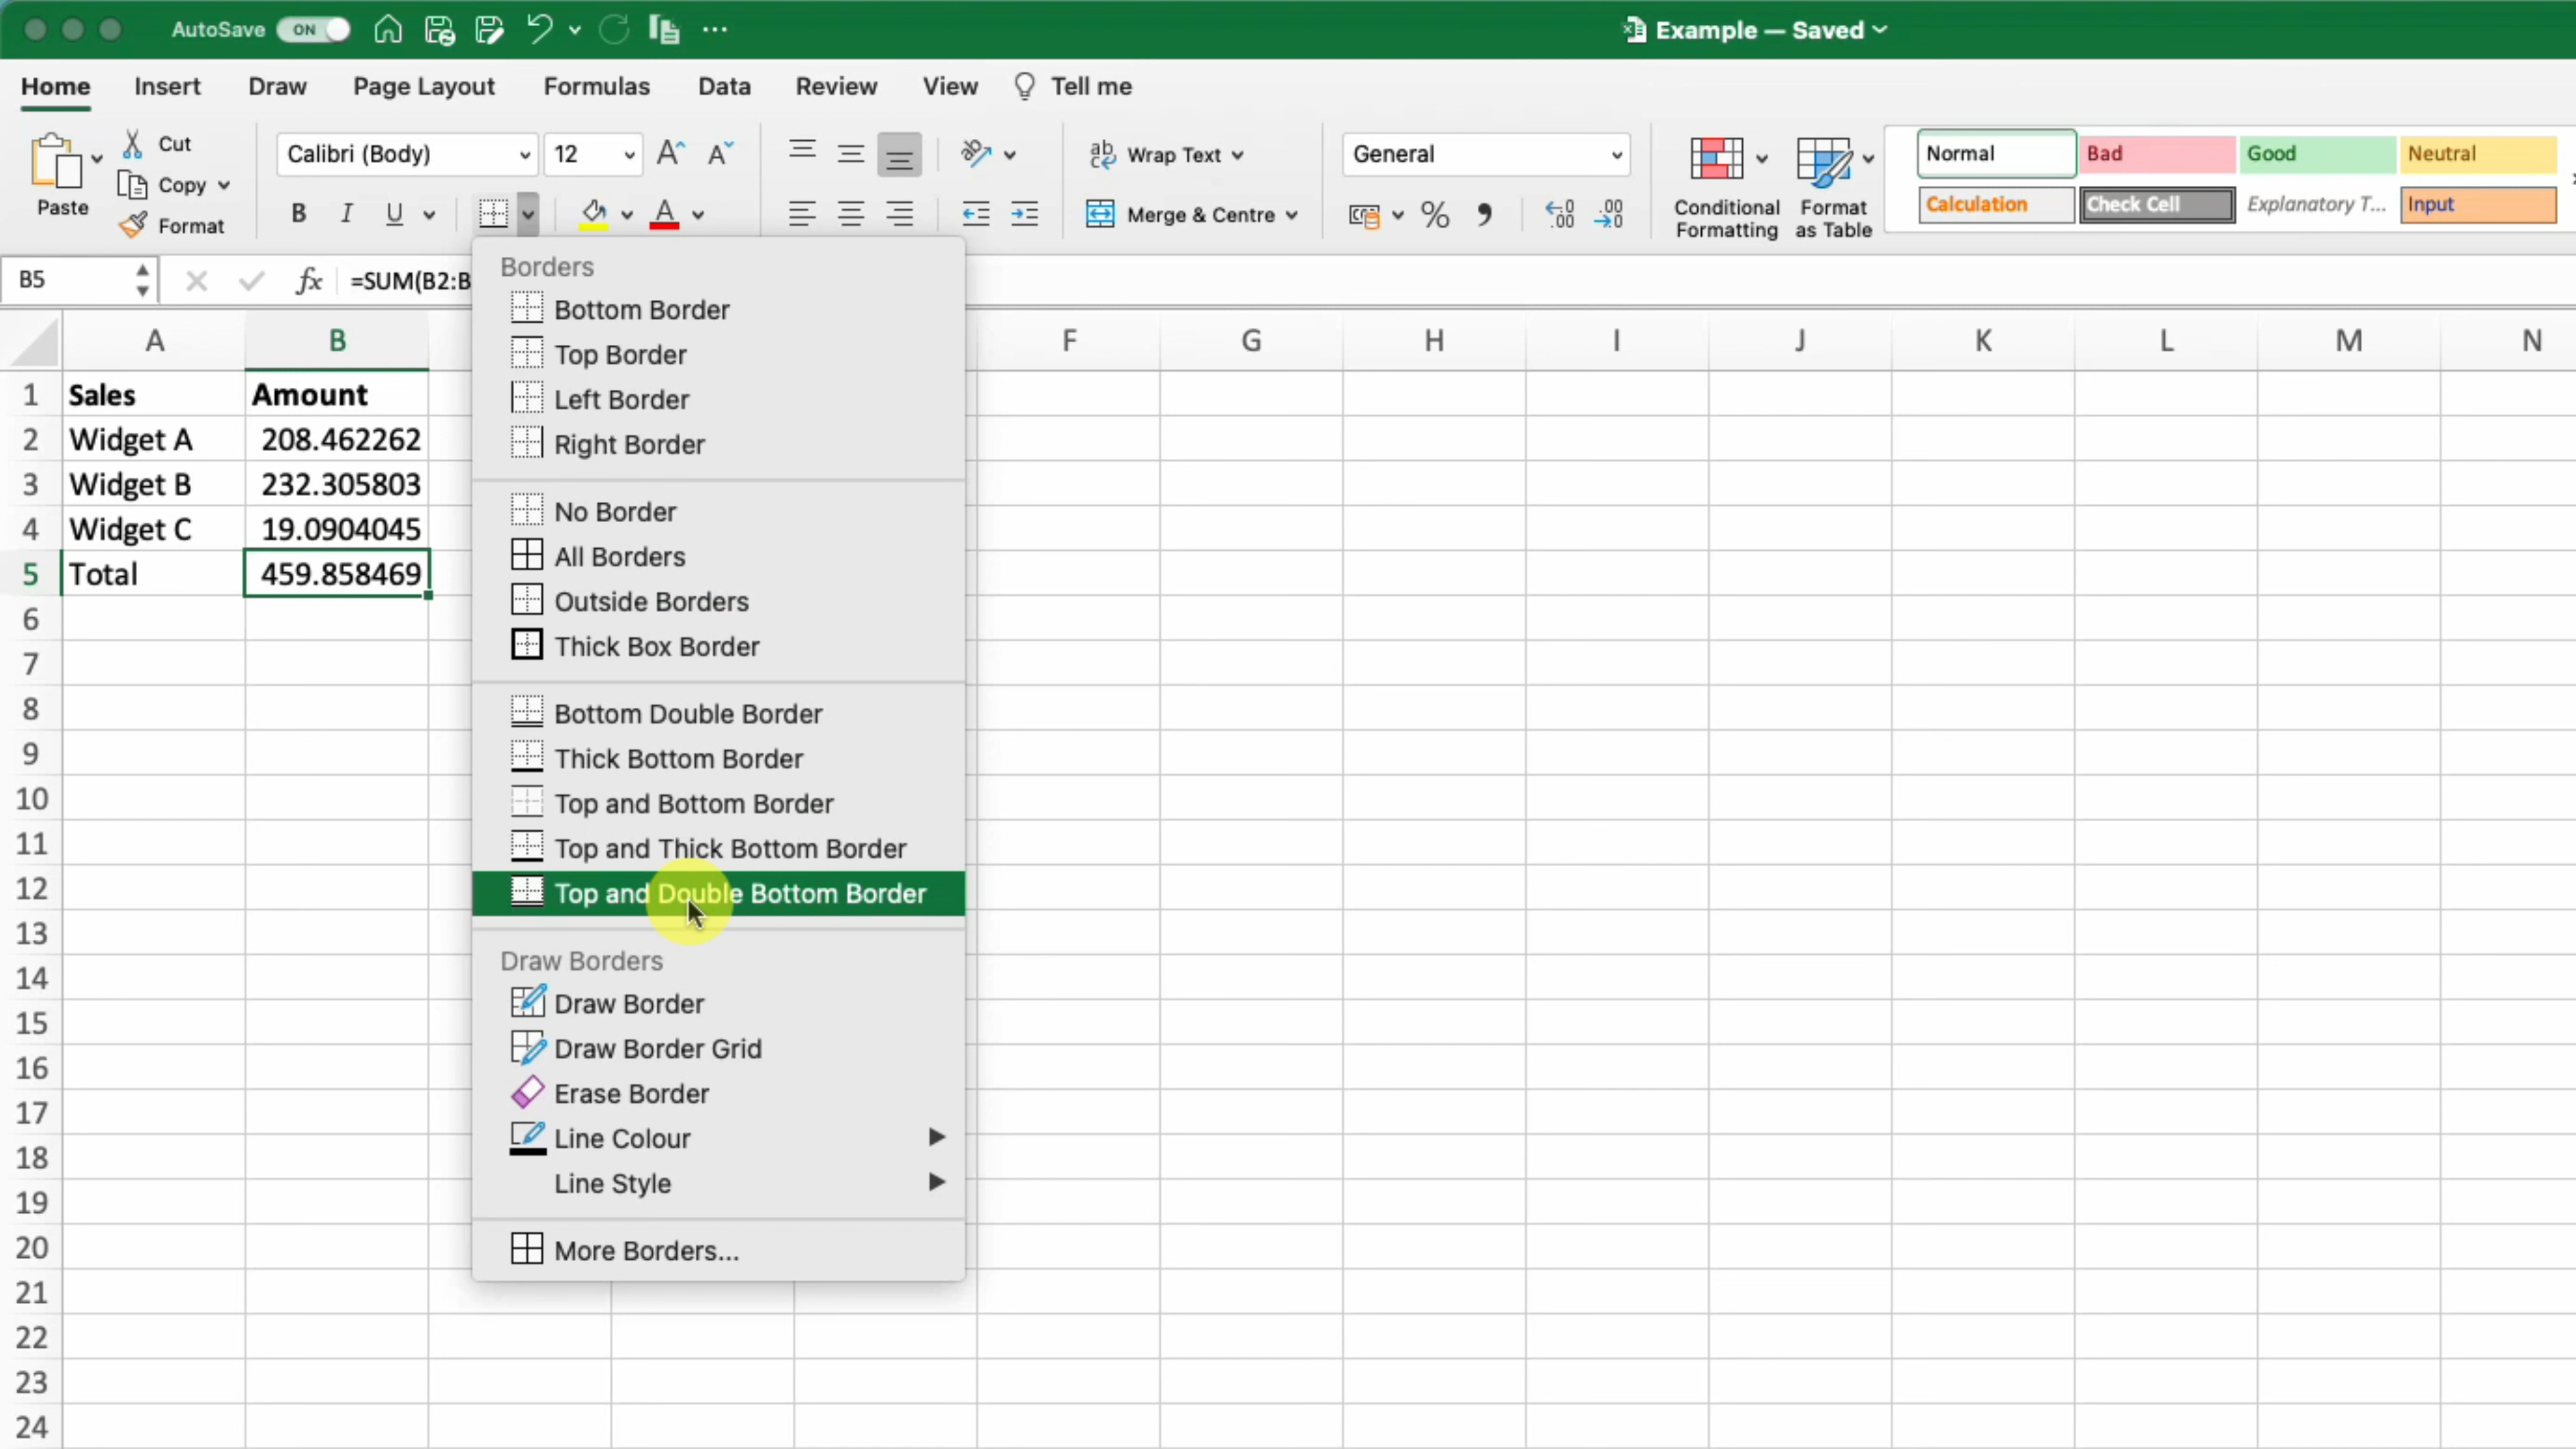 AutoSave ON Example — Saved
Home Insert Draw Page Layout Formulas Data Review View Tell me
Paste
Cut
Copy
Format
Calibri (Body) 12
B I U
A A
A
ab
Wrap Text
Merge & Centre
General
% ,
Conditional
Formatting
Format
as Table
Normal Bad Good Neutral
Calculation Check Cell Explanatory T... Input
B5 fx =SUM(B2:B
A B F G H I J K L M N
1 Sales Amount
2 Widget A 208.462262
3 Widget B 232.305803
4 Widget C 19.0904045
5 Total 459.858469
6
7
8
9
10
11
12
13
14
15
16
17
18
19
20
21
22
23
24
Borders
Bottom Border
Top Border
Left Border
Right Border
No Border
All Borders
Outside Borders
Thick Box Border
Bottom Double Border
Thick Bottom Border
Top and Bottom Border
Top and Thick Bottom Border
Top and Double Bottom Border
Draw Borders
Draw Border
Draw Border Grid
Erase Border
Line Colour
Line Style
More Borders...